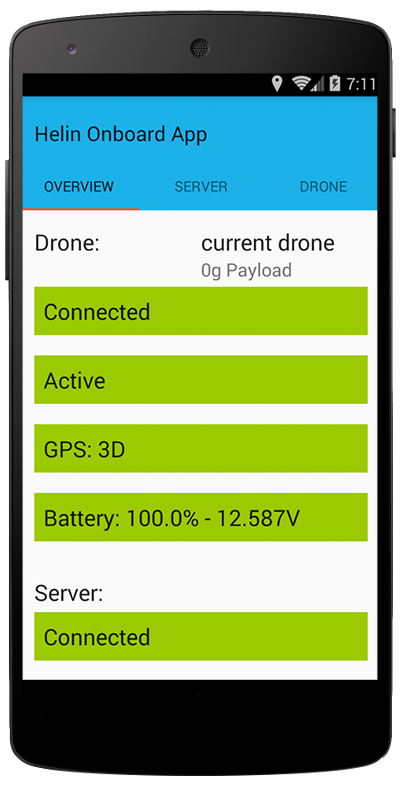 7:11
Helin Onboard App
OVERVIEW SERVER DRONE
Drone: current drone
0g Payload
Connected
Active
GPS: 3D
Battery: 100.0% - 12.587V
Server:
Connected